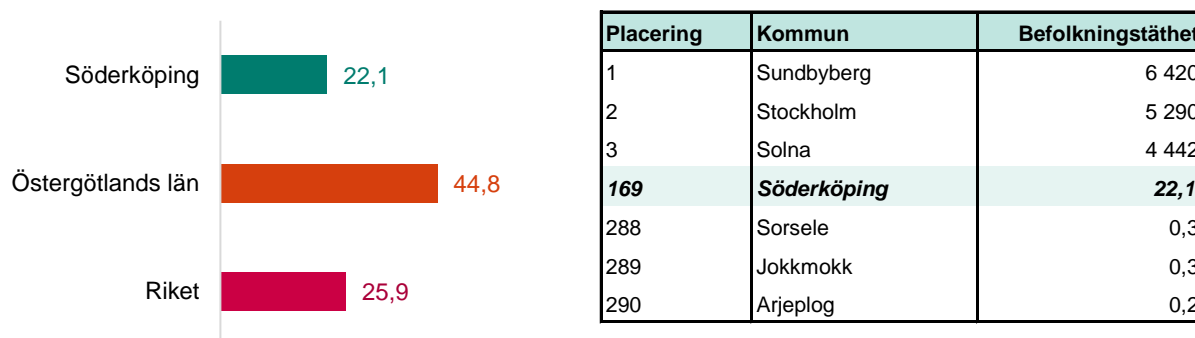 Söderköping 22,1
Östergötlands län 44,8
Riket 25,9
Placering Kommun Befolkningstäthet
1 Sundbyberg 6 420
2 Stockholm 5 290
3 Solna 4 442
169 Söderköping 22,1
288 Sorsele 0,3
289 Jokkmokk 0,3
290 Arjeplog 0,2